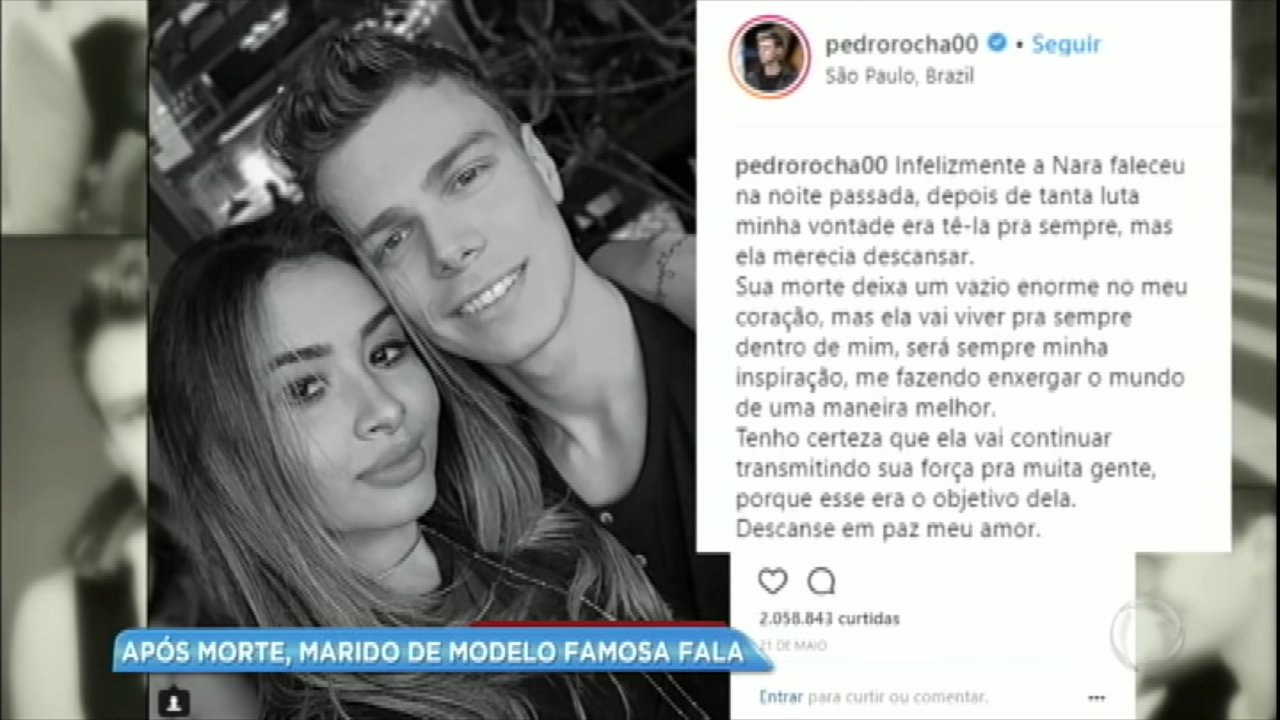 pedrorocha00 • Seguir
São Paulo, Brazil
pedrorocha00 Infelizmente a Nara faleceu
na noite passada, depois de tanta luta
minha vontade era tê-la pra sempre, mas
ela merecia descansar.
Sua morte deixa um vazio enorme no meu
coração, mas ela vai viver pra sempre
dentro de mim, será sempre minha
inspiração, me fazendo enxergar o mundo
de uma maneira melhor.
Tenho certeza que ela vai continuar
transmitindo sua força pra muita gente,
porque esse era o objetivo dela.
Descanse em paz meu amor.
2.058.843 curtidas
21 DE MAIO
APÓS MORTE, MARIDO DE MODELO FAMOSA FALA
Entrar para curtir ou comentar.